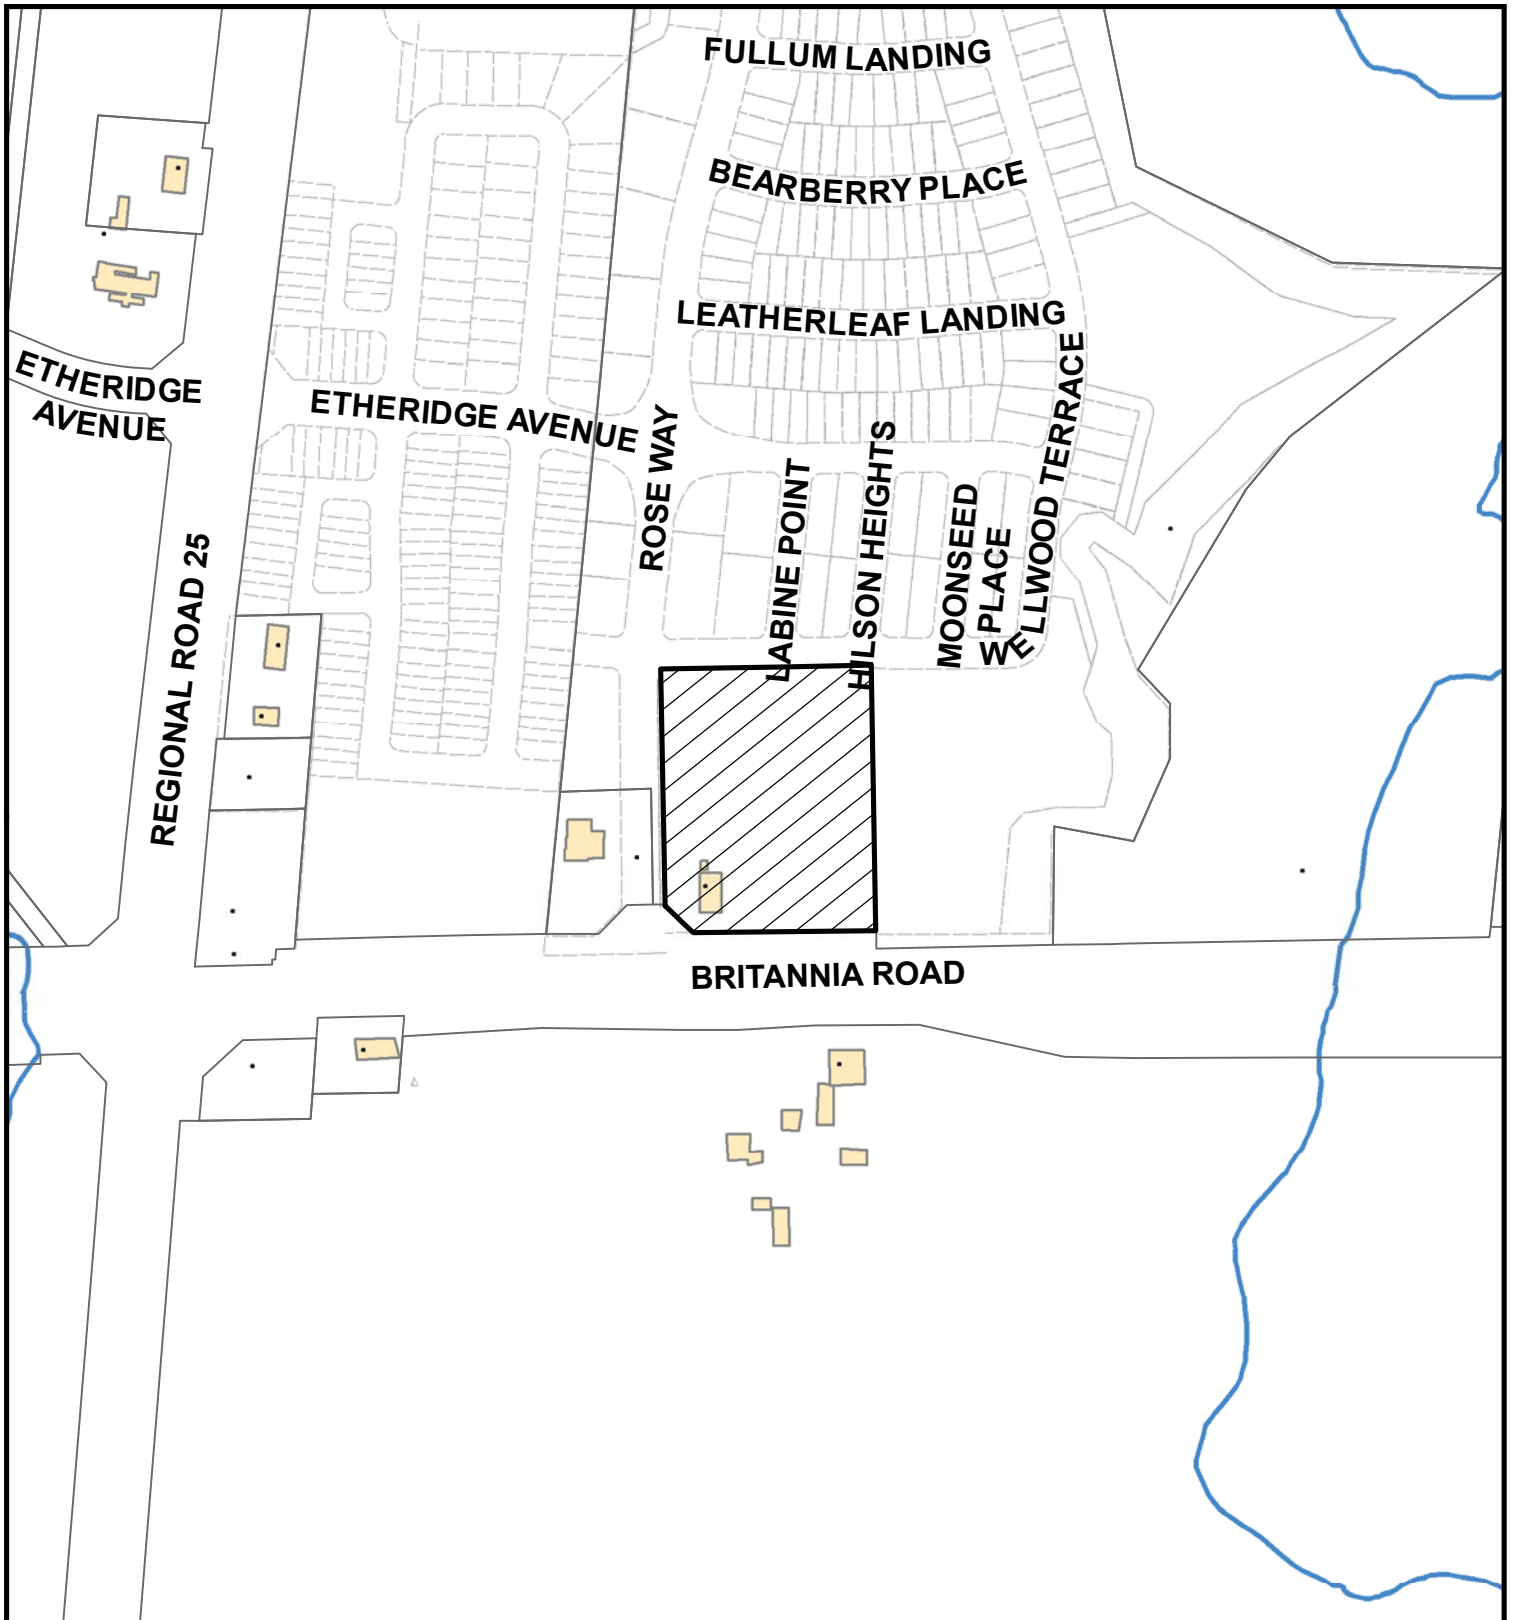 FULLUM LANDING
BEARBERRY PLACE
LEATHERLEAF LANDING
ETHERIDGE
AVENUE
ETHERIDGE AVENUE
ROSE WAY
LABINE POINT
HILSON HEIGHTS
MOONSEED
PLACE
WELLWOOD TERRACE
REGIONAL ROAD 25
BRITANNIA ROAD